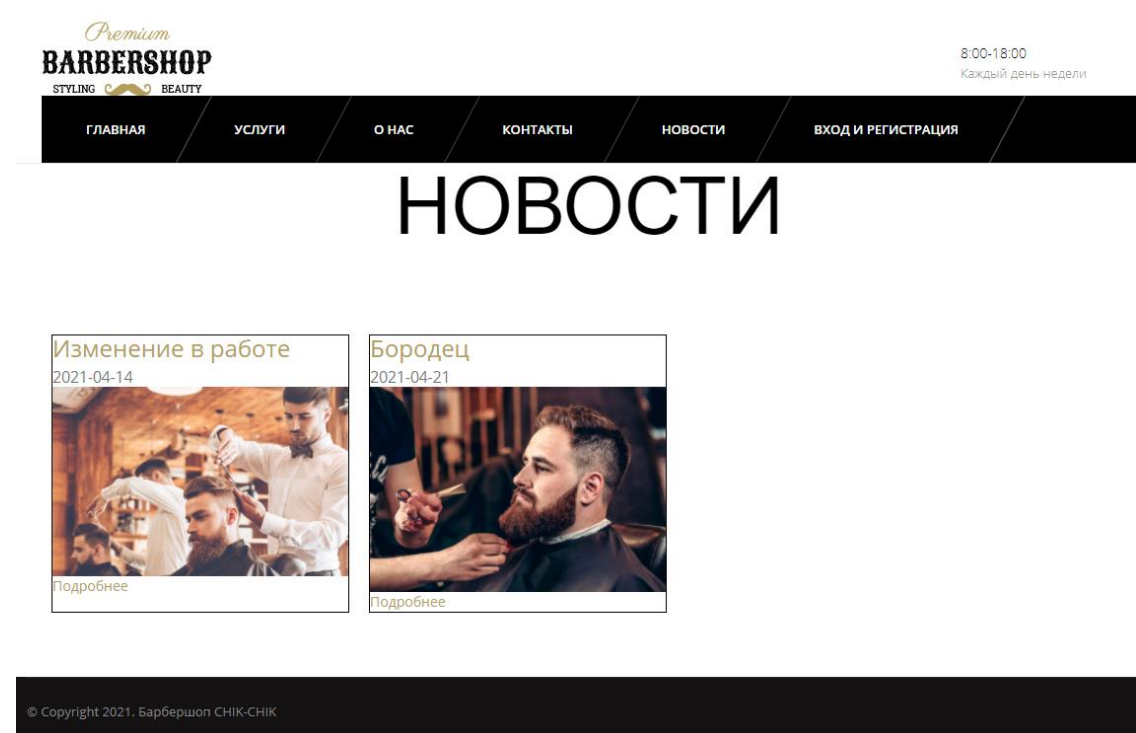 Premium
BARBERSHOP
STYLING BEAUTY
8:00-18:00
Каждый день недели
ГЛАВНАЯ УСЛУГИ О НАС КОНТАКТЫ НОВОСТИ ВХОД И РЕГИСТРАЦИЯ
НОВОСТИ
Изменение в работе
2021-04-14
Подробнее
Бородец
2021-04-21
Подробнее
© Copyright 2021. Барбершоп CHIK-CHIK